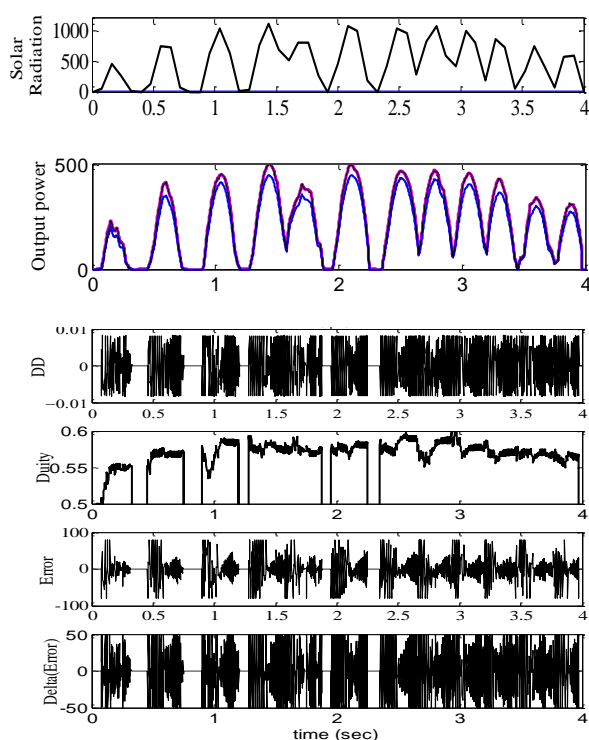 Solar
Radiation
1000
500
0
0 0.5 1 1.5 2 2.5 3 3.5 4
Output power
500
0
0 1 2 3 4
DD
0.01
0
−0.01
0 0.5 1 1.5 2 2.5 3 3.5 4
Duity
0.6
0.55
0.5
0 1 2 3 4
Error
100
0
-100
0 0.5 1 1.5 2 2.5 3 3.5 4
Delta(Error)
50
0
-50
0 1 2 3 4
time (sec)